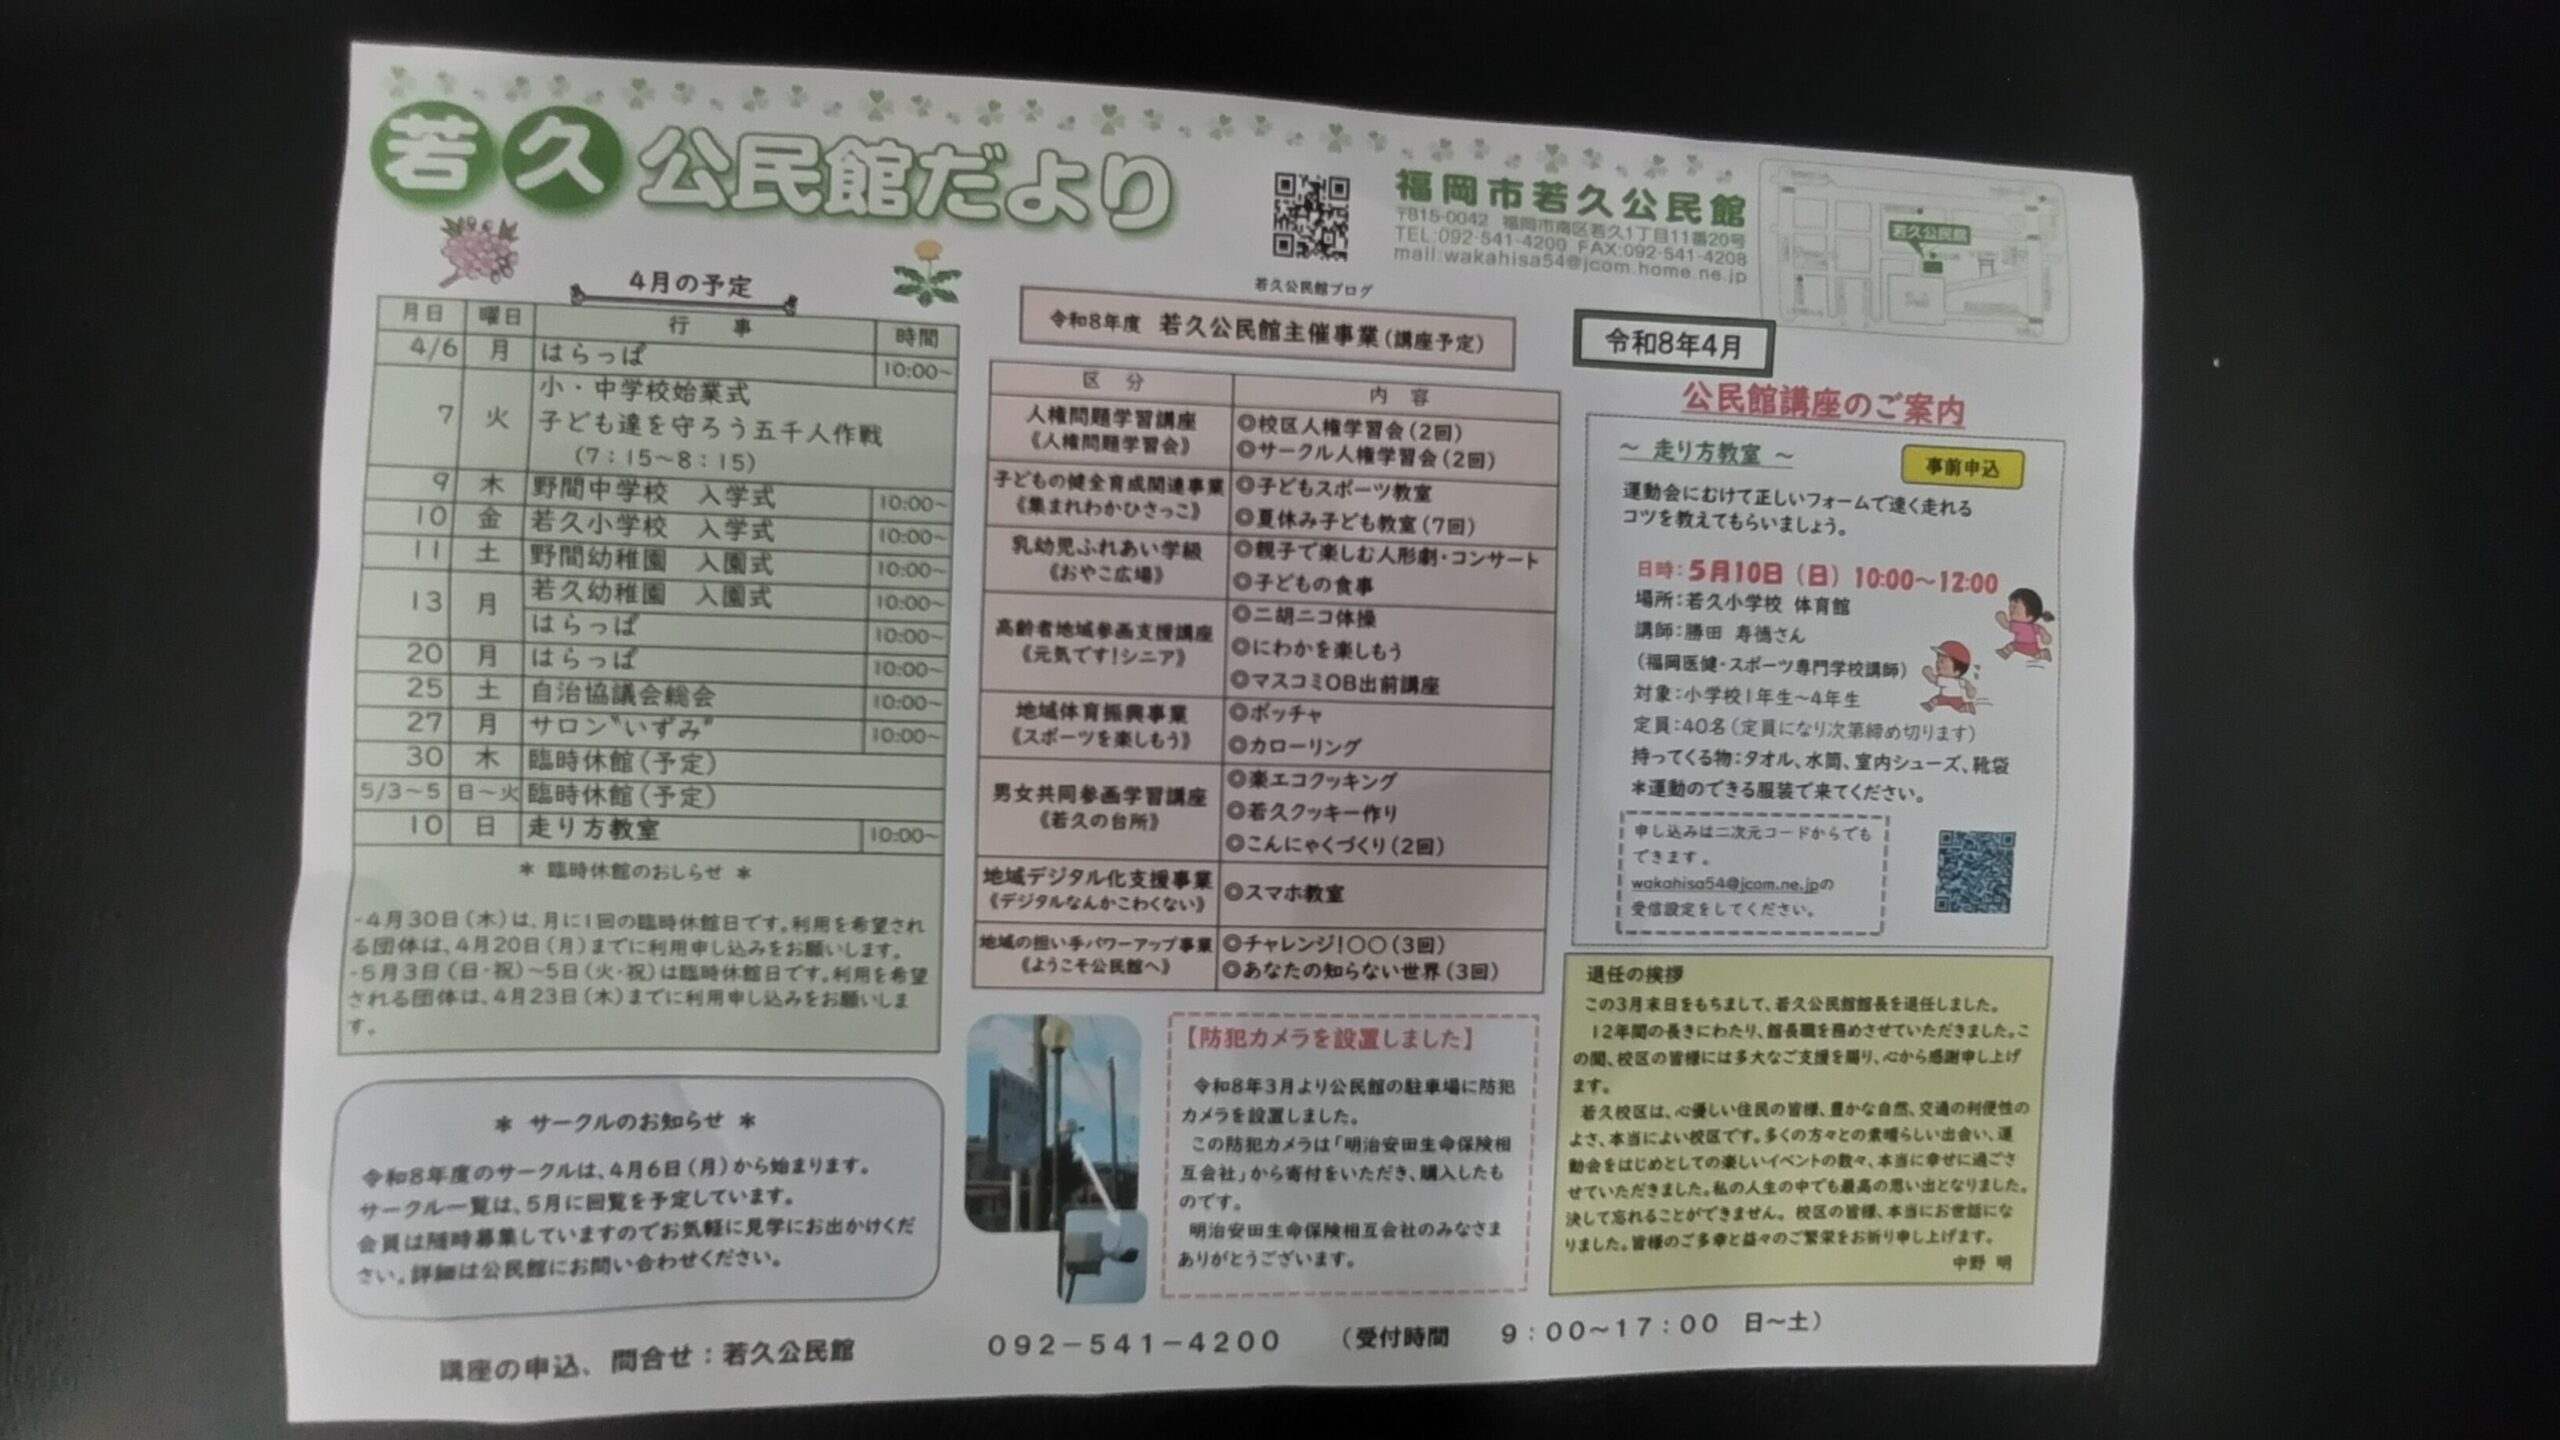 若久公民館だより
若久公民館ブログ
福岡市若久公民館
〒815-0042 福岡市南区若久1丁目11番20号
TEL:092-541-4200 FAX:092-541-4208
mail:wakahisa54@jcom.home.ne.jp
若久公民館
4月の予定
月日 曜日 行 事 時間
4/6 月 はらっぱ 10:00~
7 火 小・中学校始業式
子ども達を守ろう五千人作戦
(7:15~8:15)
9 木 野間中学校 入学式 10:00~
10 金 若久小学校 入学式 10:00~
11 土 野間幼稚園 入園式 10:00~
13 月 若久幼稚園 入園式 10:00~
はらっぱ 10:00~
20 月 はらっぱ 10:00~
25 土 自治協議会総会 10:00~
27 月 サロン"いずみ" 10:00~
30 木 臨時休館(予定)
5/3~5 日~火 臨時休館(予定)
10 日 走り方教室 10:00~
* 臨時休館のおしらせ *
-4月30日(木)は、月に1回の臨時休館日です。利用を希望され
る団体は、4月20日(月)までに利用申し込みをお願いします。
-5月3日(日・祝)~5日(火・祝)は臨時休館日です。利用を希望
される団体は、4月23日(木)までに利用申し込みをお願いしま
す。
* サークルのお知らせ *
令和8年度のサークルは、4月6日(月)から始まります。
サークル一覧は、5月に回覧を予定しています。
会員は随時募集していますのでお気軽に見学にお出かけくだ
さい。詳細は公民館にお問い合わせください。
令和8年度 若久公民館主催事業(講座予定)
区 分 内 容
人権問題学習講座
《人権問題学習会》
◎校区人権学習会(2回)
◎サークル人権学習会(2回)
子どもの健全育成関連事業
《集まれわかひさっこ》
◎子どもスポーツ教室
◎夏休み子ども教室(7回)
乳幼児ふれあい学級
《おやこ広場》
◎親子で楽しむ人形劇・コンサート
◎子どもの食事
高齢者地域参画支援講座
《元気です!シニア》
◎二胡ニコ体操
◎にわかを楽しもう
◎マスコミOB出前講座
地域体育振興事業
《スポーツを楽しもう》
◎ボッチャ
◎カローリング
男女共同参画学習講座
《若久の台所》
◎楽エコクッキング
◎若久クッキー作り
◎こんにゃくづくり(2回)
地域デジタル化支援事業
《デジタルなんかこわくない》
◎スマホ教室
地域の担い手パワーアップ事業
《ようこそ公民館へ》
◎チャレンジ!○○(3回)
◎あなたの知らない世界(3回)
【防犯カメラを設置しました】
令和8年3月より公民館の駐車場に防犯
カメラを設置しました。
この防犯カメラは「明治安田生命保険相
互会社」から寄付をいただき、購入したも
のです。
明治安田生命保険相互会社のみなさま
ありがとうございます。
令和8年4月
公民館講座のご案内
~ 走り方教室 ~
事前申込
運動会にむけて正しいフォームで速く走れる
コツを教えてもらいましょう。
日時:5月10日(日)10:00~12:00
場所:若久小学校 体育館
講師:勝田 寿徳さん
(福岡医健・スポーツ専門学校講師)
対象:小学校1年生~4年生
定員:40名(定員になり次第締め切ります)
持ってくる物:タオル、水筒、室内シューズ、靴袋
*運動のできる服装で来てください。
申し込みは二次元コードからでも
できます。
wakahisa54@jcom.ne.jpの
受信設定をしてください。
退任の挨拶
この3月末日をもちまして、若久公民館館長を退任しました。
12年間の長きにわたり、館長職を務めさせていただきました。こ
の間、校区の皆様には多大なご支援を賜り、心から感謝申し上げ
ます。
若久校区は、心優しい住民の皆様、豊かな自然、交通の利便性の
よさ、本当によい校区です。多くの方々との素晴らしい出会い、運
動会をはじめとしての楽しいイベントの数々、本当に幸せに過ごさ
せていただきました。私の人生の中でも最高の思い出となりました。
決して忘れることができません。校区の皆様、本当にお世話にな
りました。皆様のご多幸と益々のご繁栄をお祈り申し上げます。
中野 明
講座の申込、問合せ:若久公民館 092-541-4200 (受付時間 9:00~17:00 日~土)